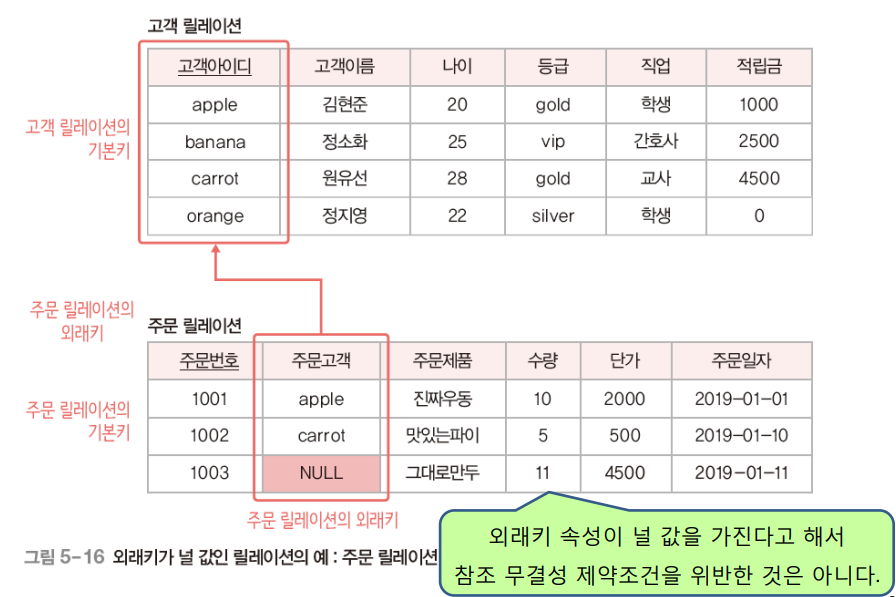 고객 릴레이션
고객아이디 고객이름 나이 등급 직업 적립금
apple 김현준 20 gold 학생 1000
banana 정소화 25 vip 간호사 2500
carrot 원유선 28 gold 교사 4500
orange 정지영 22 silver 학생 0
고객 릴레이션의
기본키
주문 릴레이션의
외래키
주문 릴레이션
주문번호 주문고객 주문제품 수량 단가 주문일자
1001 apple 진짜우동 10 2000 2019-01-01
1002 carrot 맛있는파이 5 500 2019-01-10
1003 NULL 그대로만두 11 4500 2019-01-11
주문 릴레이션의
기본키
주문 릴레이션의 외래키
외래키 속성이 널 값을 가진다고 해서
참조 무결성 제약조건을 위반한 것은 아니다.
그림 5-16 외래키가 널 값인 릴레이션의 예 : 주문 릴레이션